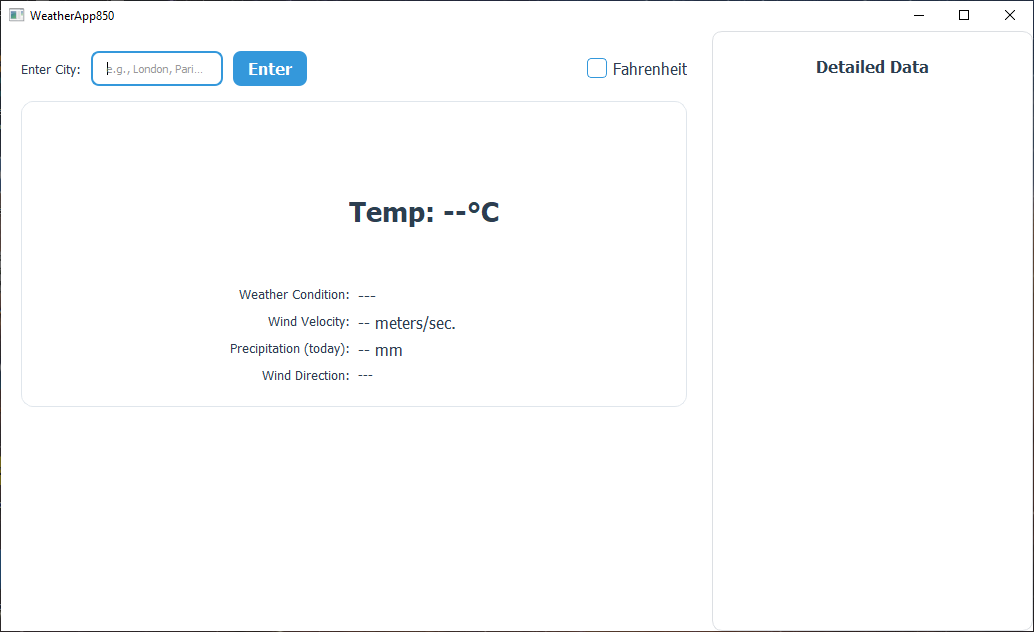 WeatherApp850
Enter City:
e.g., London, Pari...
Enter
Fahrenheit
Temp: --°C
Weather Condition: ---
Wind Velocity: -- meters/sec.
Precipitation (today): -- mm
Wind Direction: ---
Detailed Data